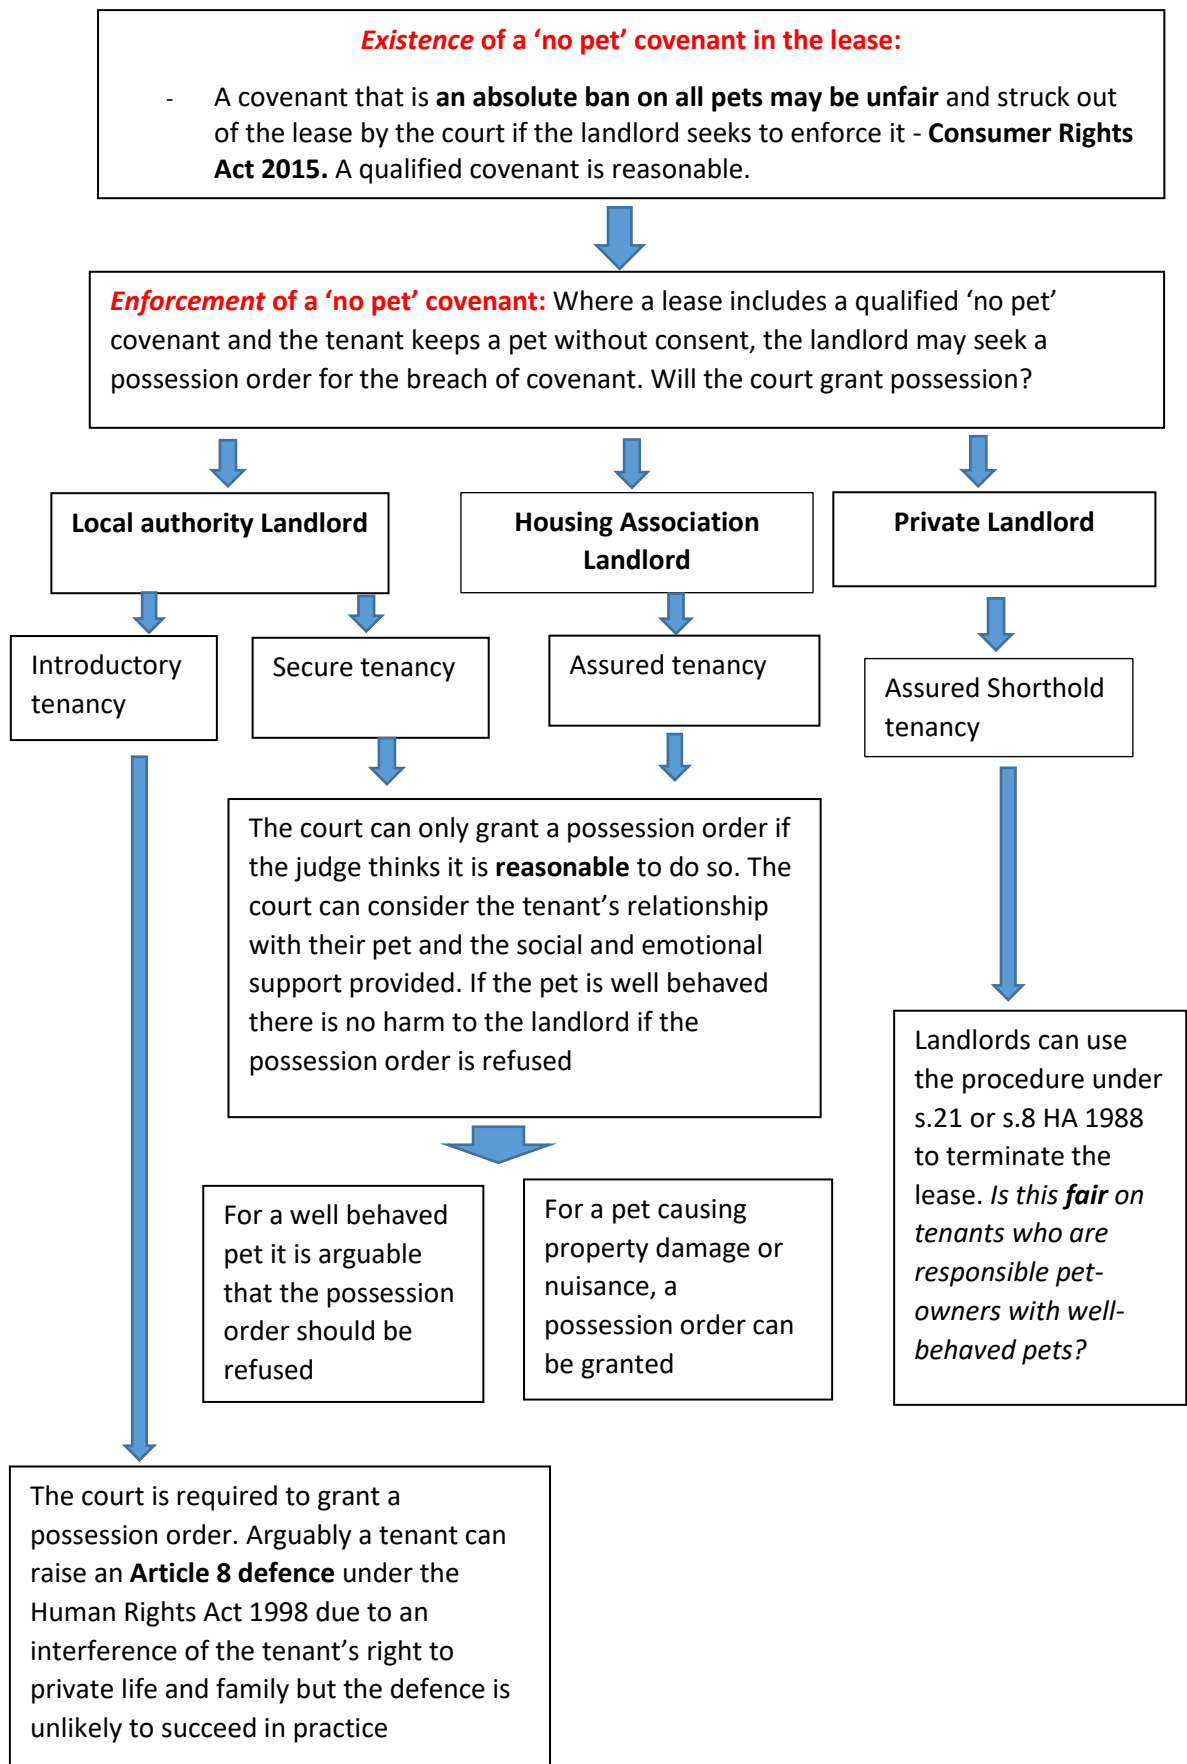 Existence of a ‘no pet’ covenant in the lease:
- A covenant that is an absolute ban on all pets may be unfair and struck out
of the lease by the court if the landlord seeks to enforce it - Consumer Rights
Act 2015. A qualified covenant is reasonable.
Enforcement of a ‘no pet’ covenant: Where a lease includes a qualified ‘no pet’
covenant and the tenant keeps a pet without consent, the landlord may seek a
possession order for the breach of covenant. Will the court grant possession?
Local authority Landlord
Housing Association
Landlord
Private Landlord
Introductory
tenancy
Secure tenancy
Assured tenancy
Assured Shorthold
tenancy
The court can only grant a possession order if
the judge thinks it is reasonable to do so. The
court can consider the tenant’s relationship
with their pet and the social and emotional
support provided. If the pet is well behaved
there is no harm to the landlord if the
possession order is refused
Landlords can use
the procedure under
s.21 or s.8 HA 1988
to terminate the
lease. Is this fair on
tenants who are
responsible pet-
owners with well-
behaved pets?
For a well behaved
pet it is arguable
that the possession
order should be
refused
For a pet causing
property damage or
nuisance, a
possession order can
be granted
The court is required to grant a
possession order. Arguably a tenant can
raise an Article 8 defence under the
Human Rights Act 1998 due to an
interference of the tenant’s right to
private life and family but the defence is
unlikely to succeed in practice